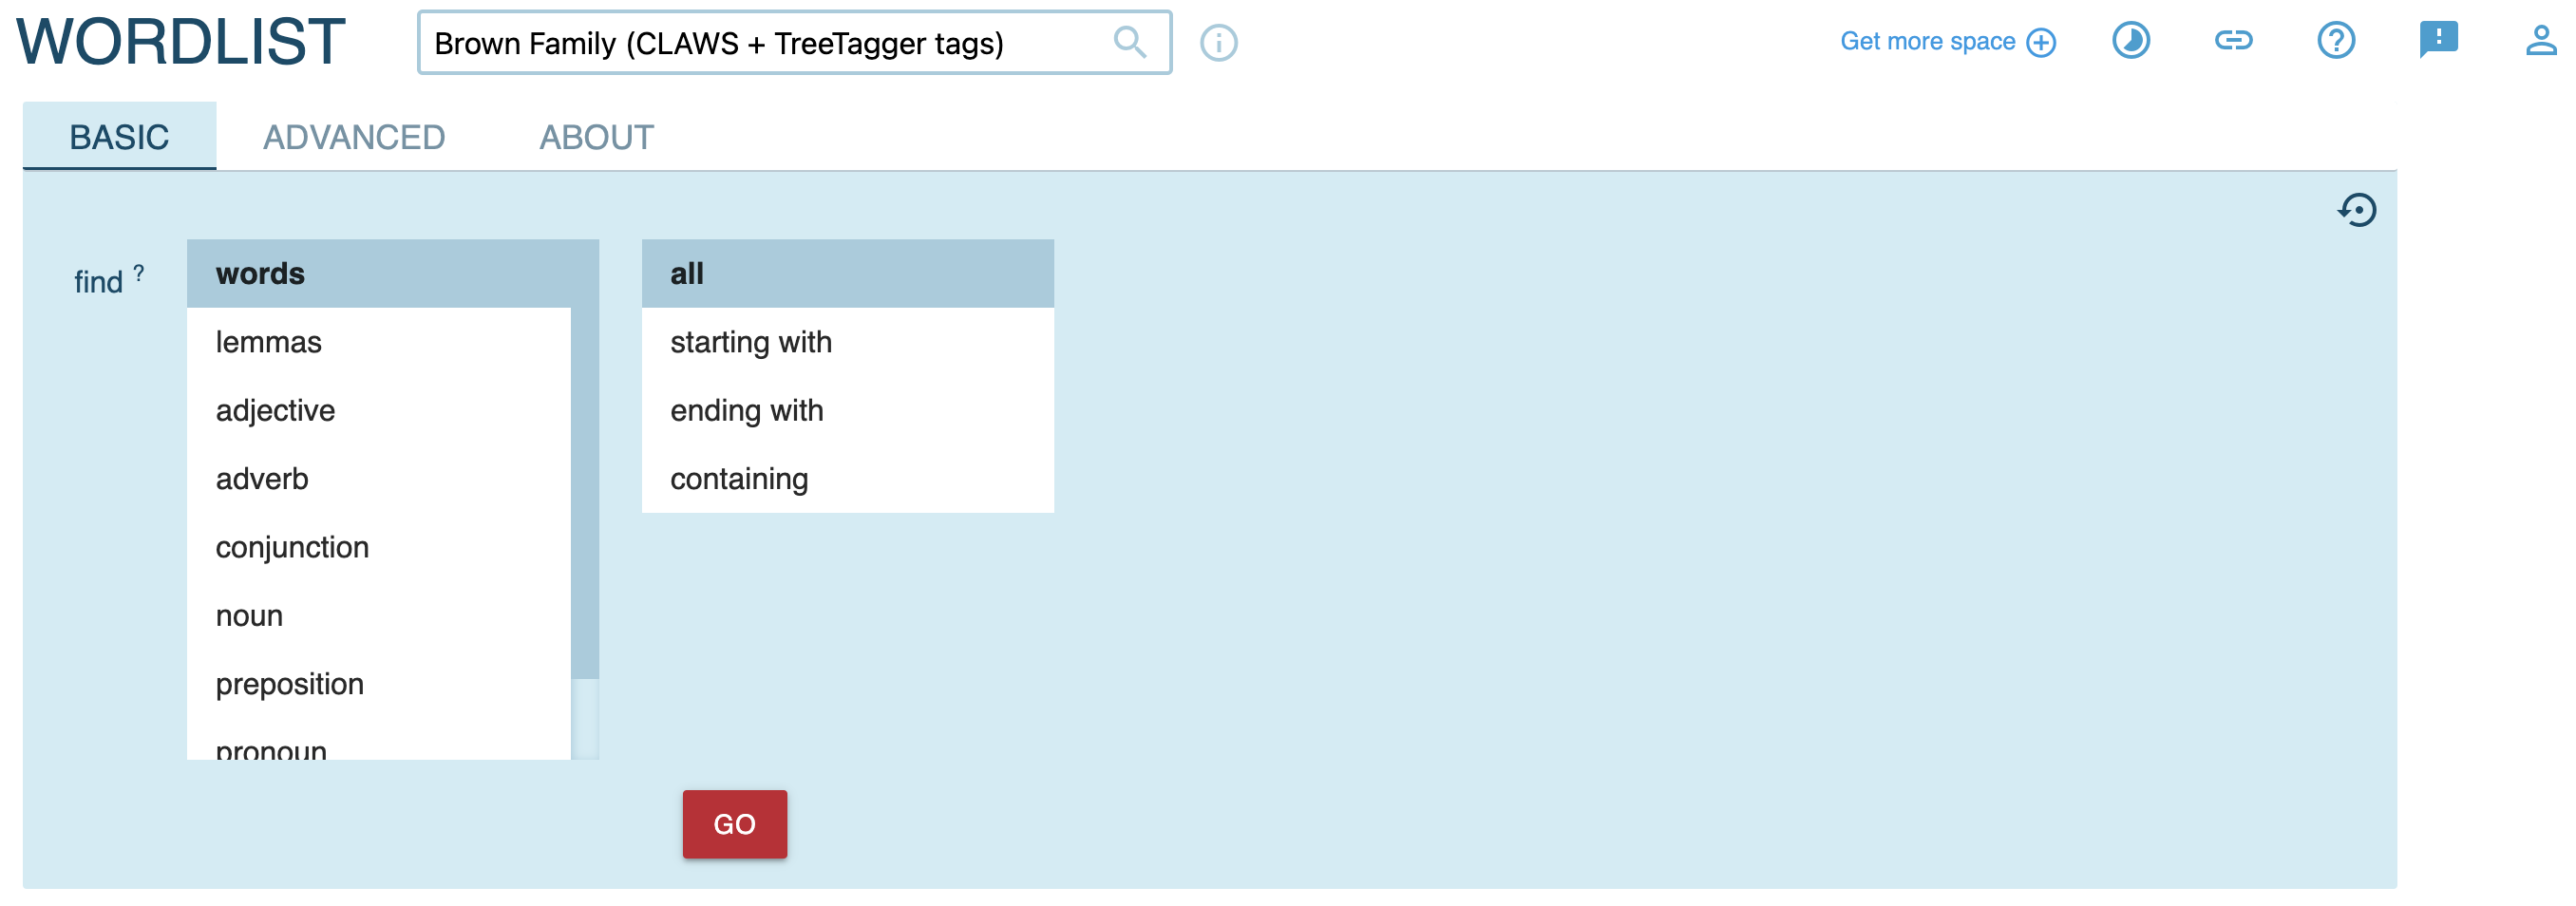 WORDLIST
Brown Family (CLAWS + TreeTagger tags)
Get more space
BASIC
ADVANCED
ABOUT
find ?
words
lemmas
adjective
adverb
conjunction
noun
preposition
pronoun
all
starting with
ending with
containing
GO